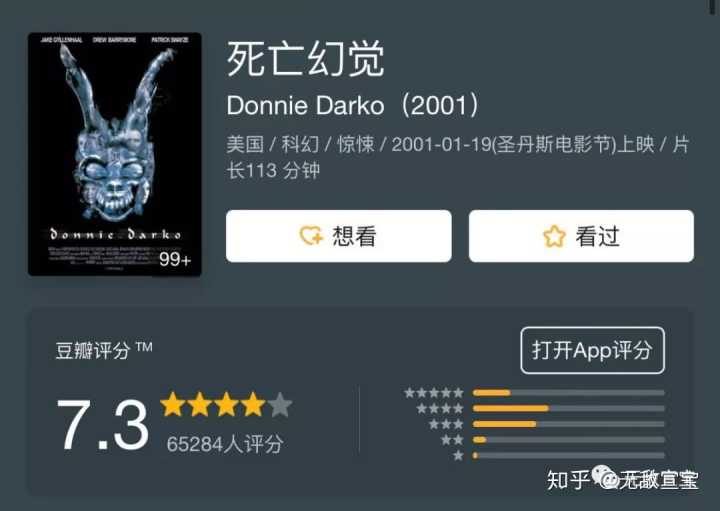 JAKE GYLLENHAAL DREW BARRYMORE PATRICK SWAYZE
donnie darko
99+
死亡幻觉
Donnie Darko（2001）
美国 / 科幻 / 惊悚 / 2001-01-19(圣丹斯电影节)上映 / 片
长113 分钟
想看
看过
豆瓣评分™
打开App评分
7.3
65284人评分
知乎 @无敌宣宝